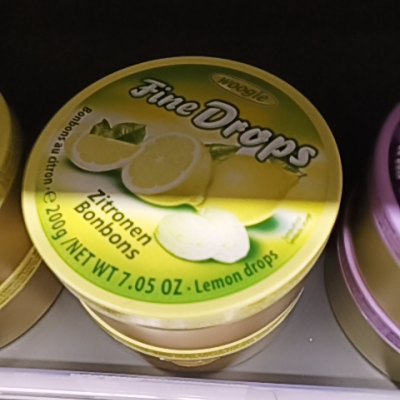 woogie
Fine Drops
Zitronen
Bonbons
Bonbons au citron · e 200g / NET WT 7.05 OZ · Lemon drops